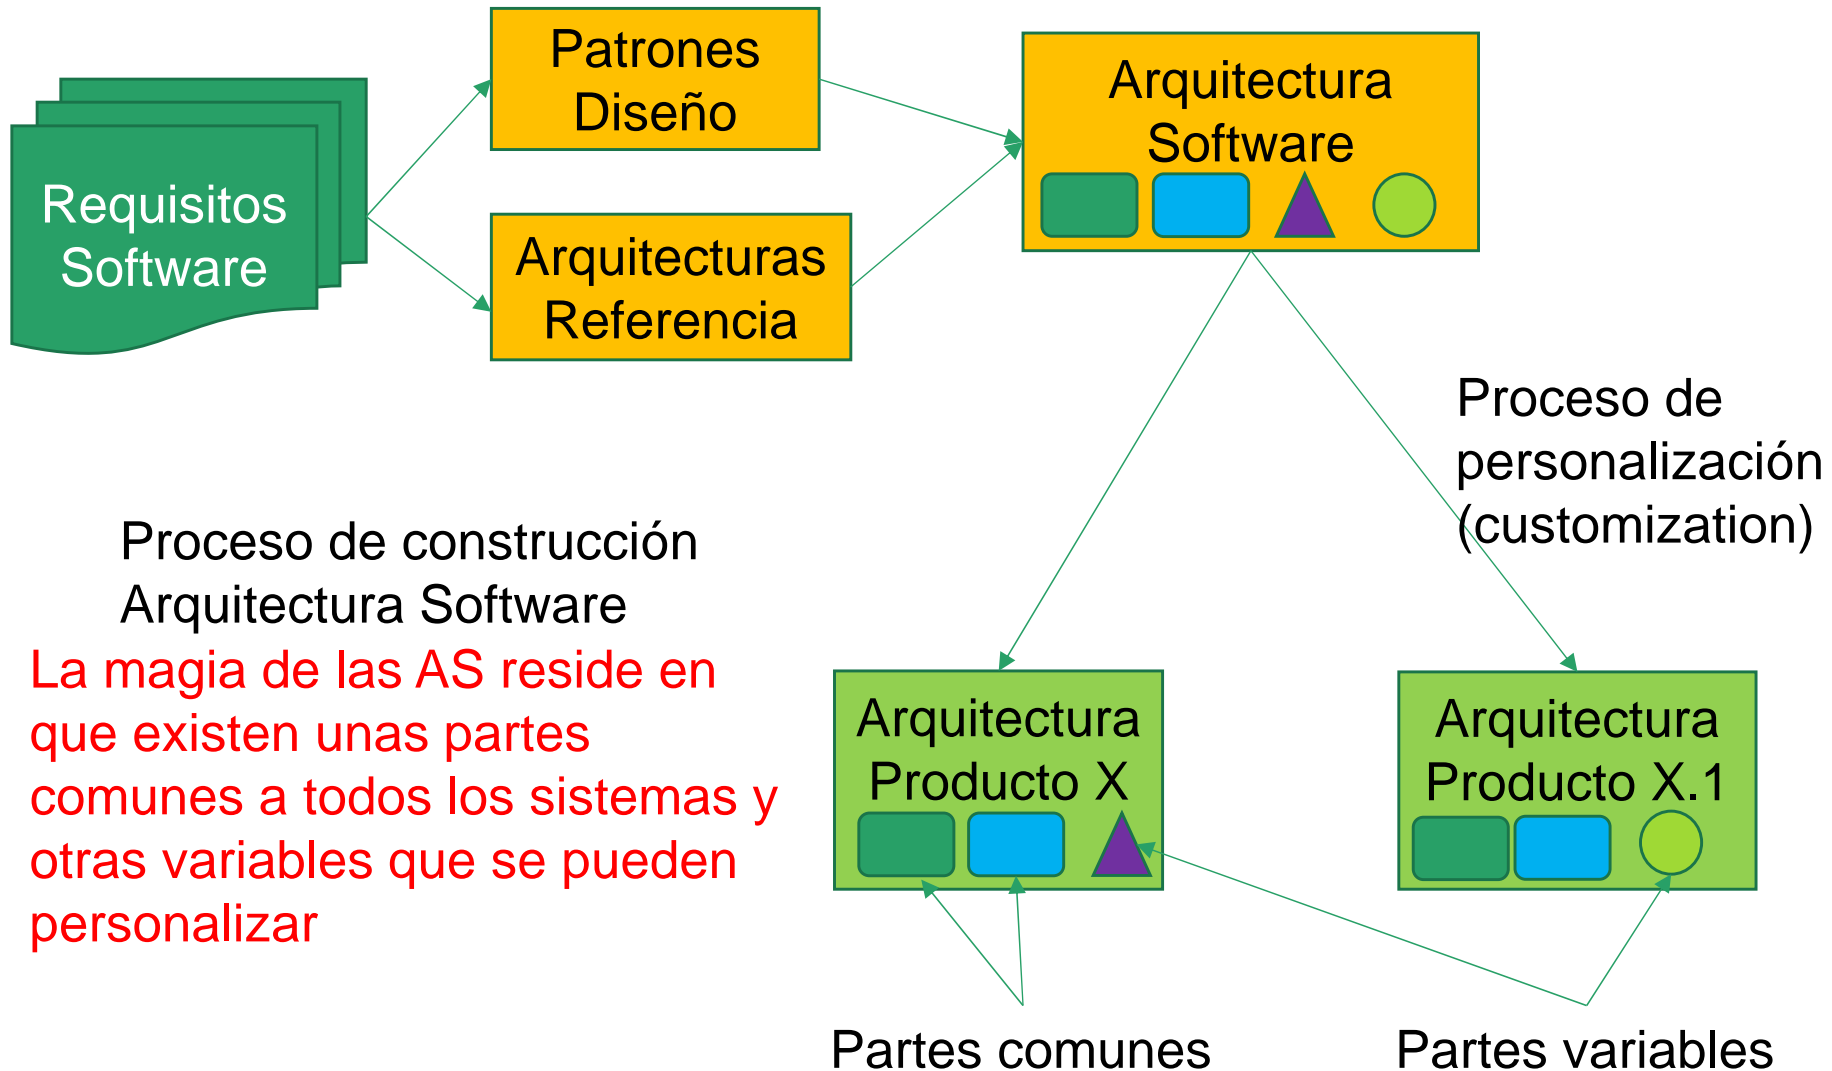 Patrones
Diseño
Arquitectura
Software
Requisitos
Software
Arquitecturas
Referencia
Proceso de
personalización
(customization)
Proceso de construcción
Arquitectura Software
La magia de las AS reside en
que existen unas partes
comunes a todos los sistemas y
otras variables que se pueden
personalizar
Arquitectura
Producto X
Arquitectura
Producto X.1
Partes comunes
Partes variables